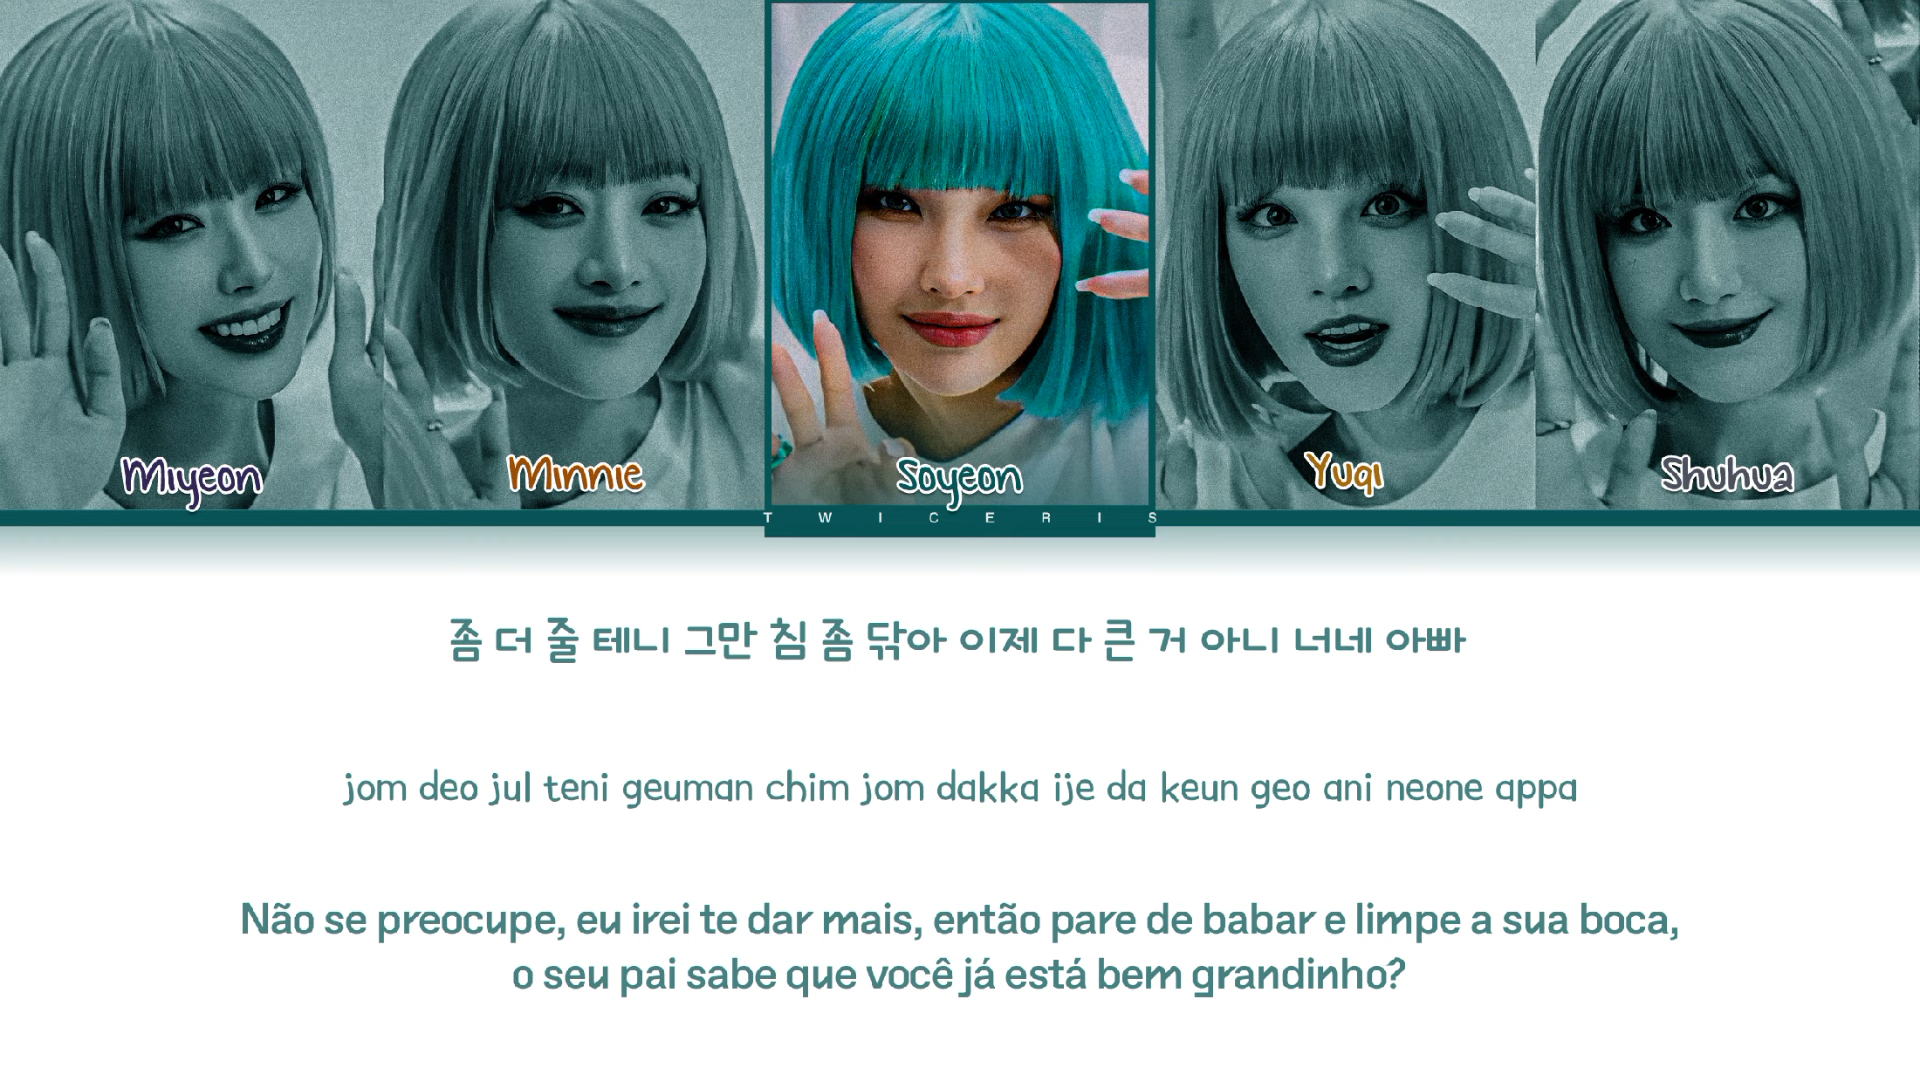 Miyeon
Minnie
Soyeon
Yuqi
Shuhua
T W I C E R I S
좀 더 줄 테니 그만 침 좀 닦아 이제 다 큰 거 아니 너네 아빠
jom deo jul teni geuman chim jom dakka ije da keun geo ani neone appa
Não se preocupe, eu irei te dar mais, então pare de babar e limpe a sua boca,
o seu pai sabe que você já está bem grandinho?